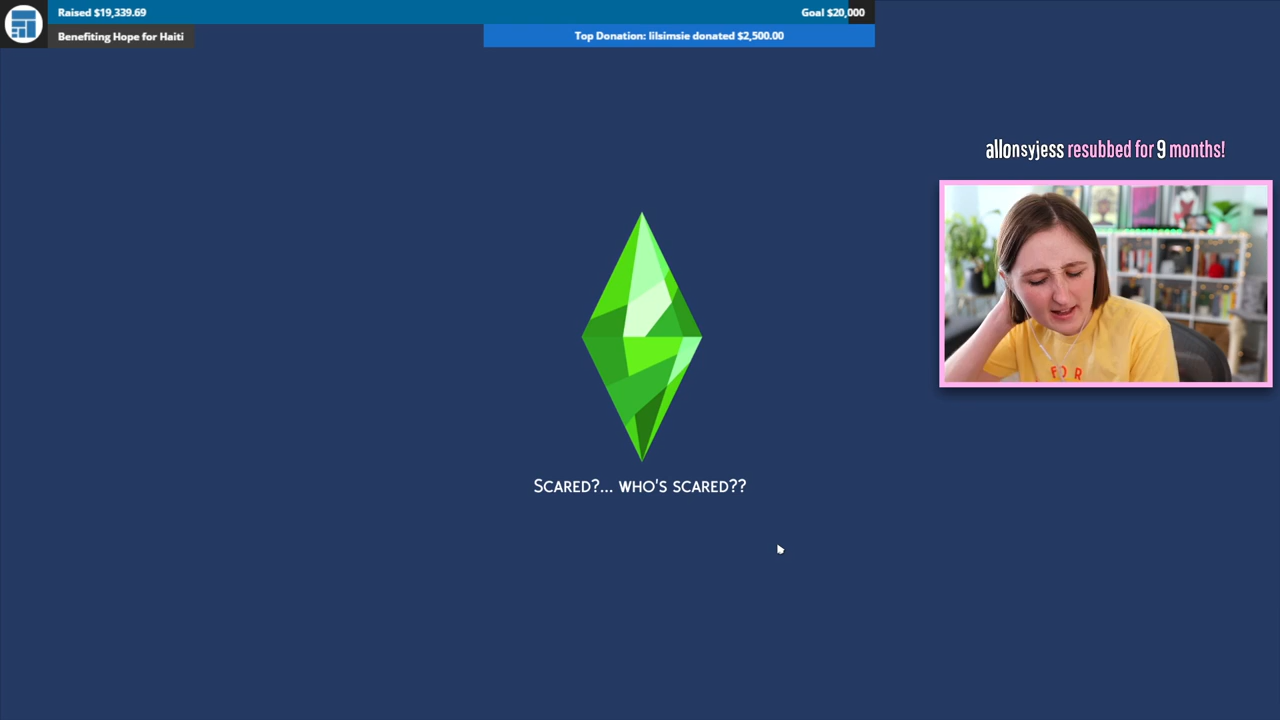 Raised $19,339.69
Goal $20,000
Benefiting Hope for Haiti
Top Donation: lilsimsie donated $2,500.00
allonsyjess resubbed for 9 months!
FOR
Scared?... who's scared??